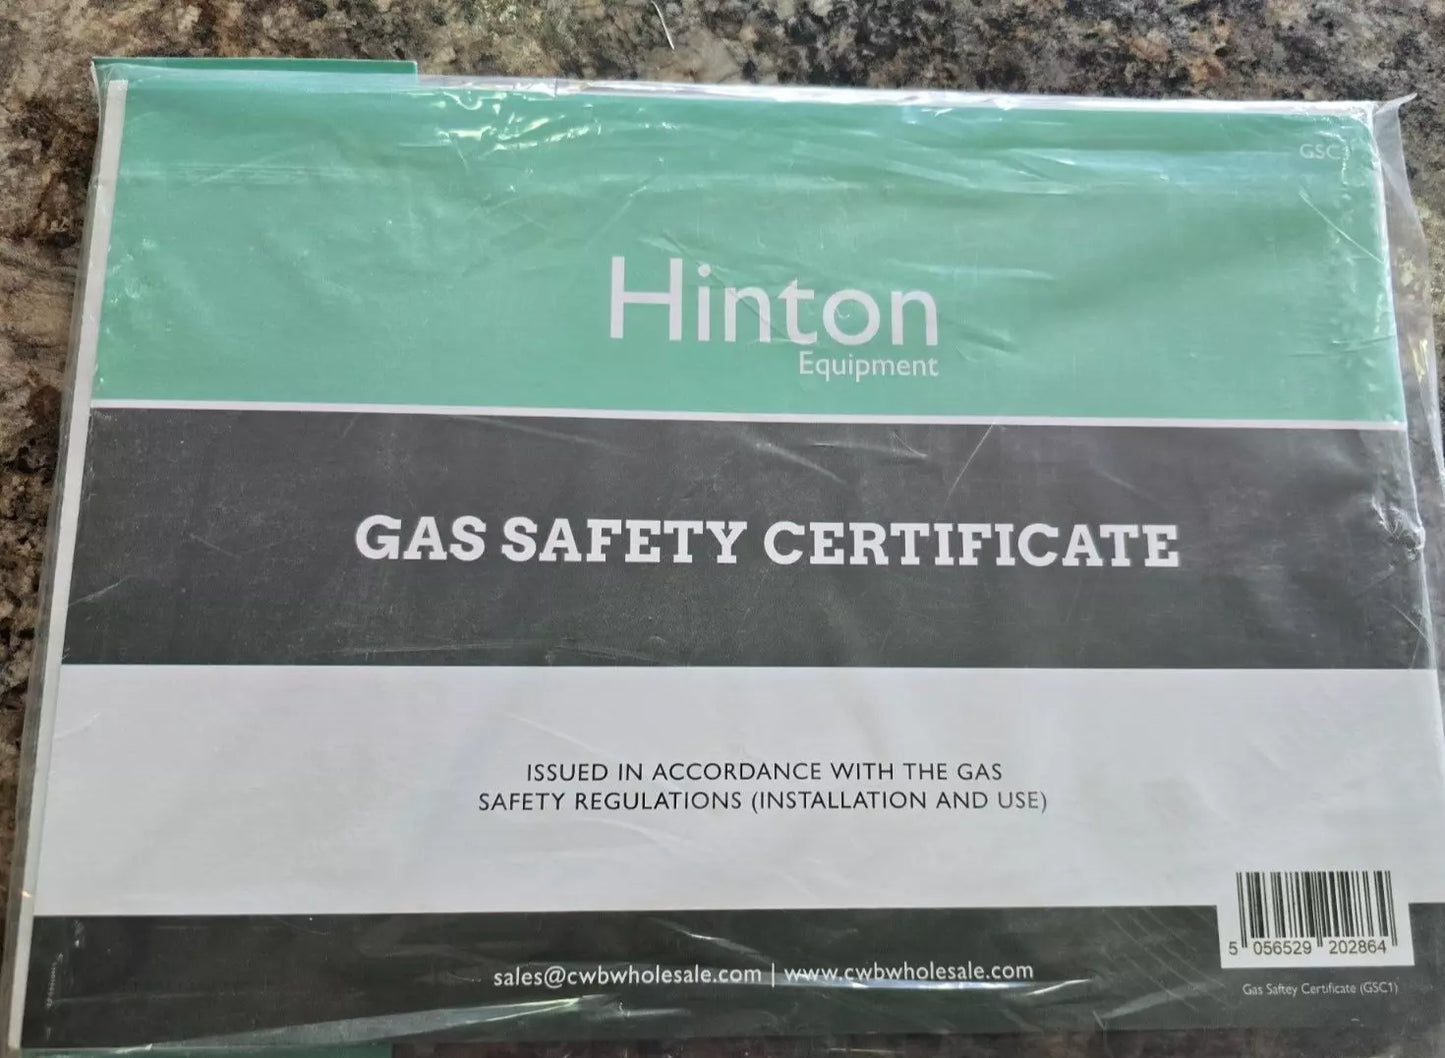 GSC1
Hinton
Equipment
GAS SAFETY CERTIFICATE
ISSUED IN ACCORDANCE WITH THE GAS
SAFETY REGULATIONS (INSTALLATION AND USE)
sales@cwbwholesale.com | www.cwbwholesale.com
5 056529 202864
Gas Saftey Certificate (GSC1)